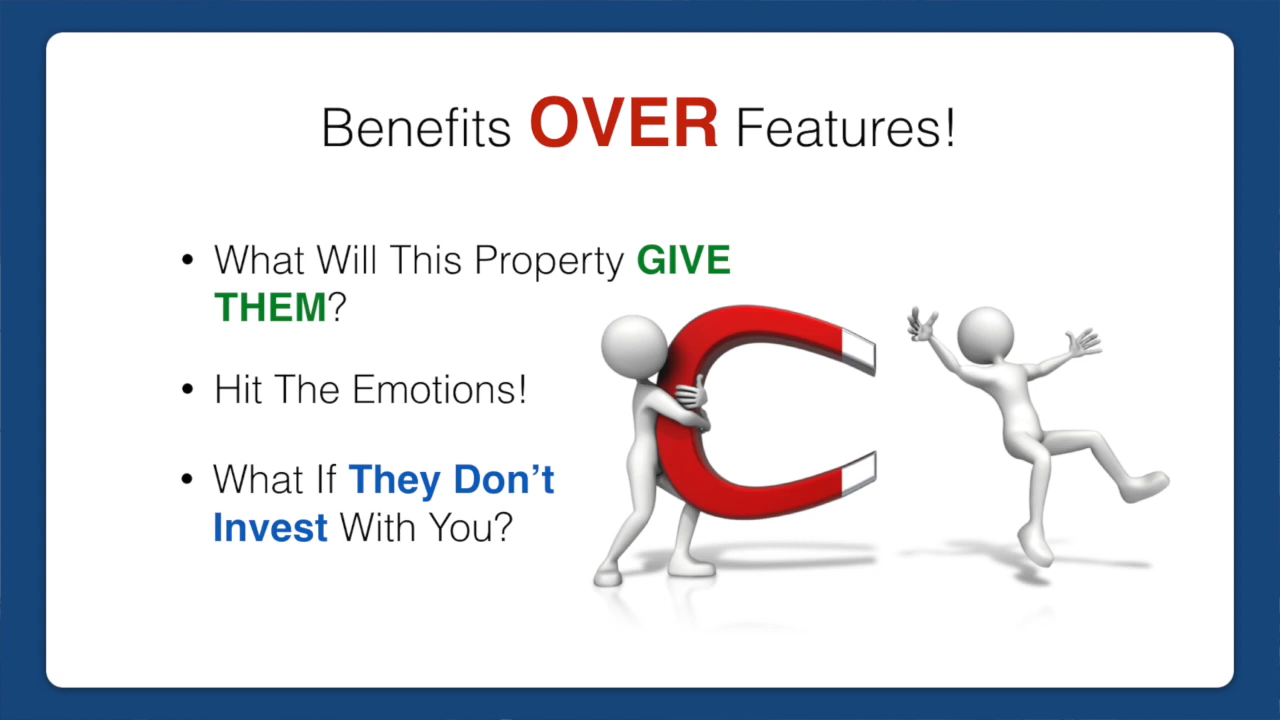 Benefits OVER Features!
• What Will This Property GIVE
THEM?
• Hit The Emotions!
• What If They Don’t
Invest With You?